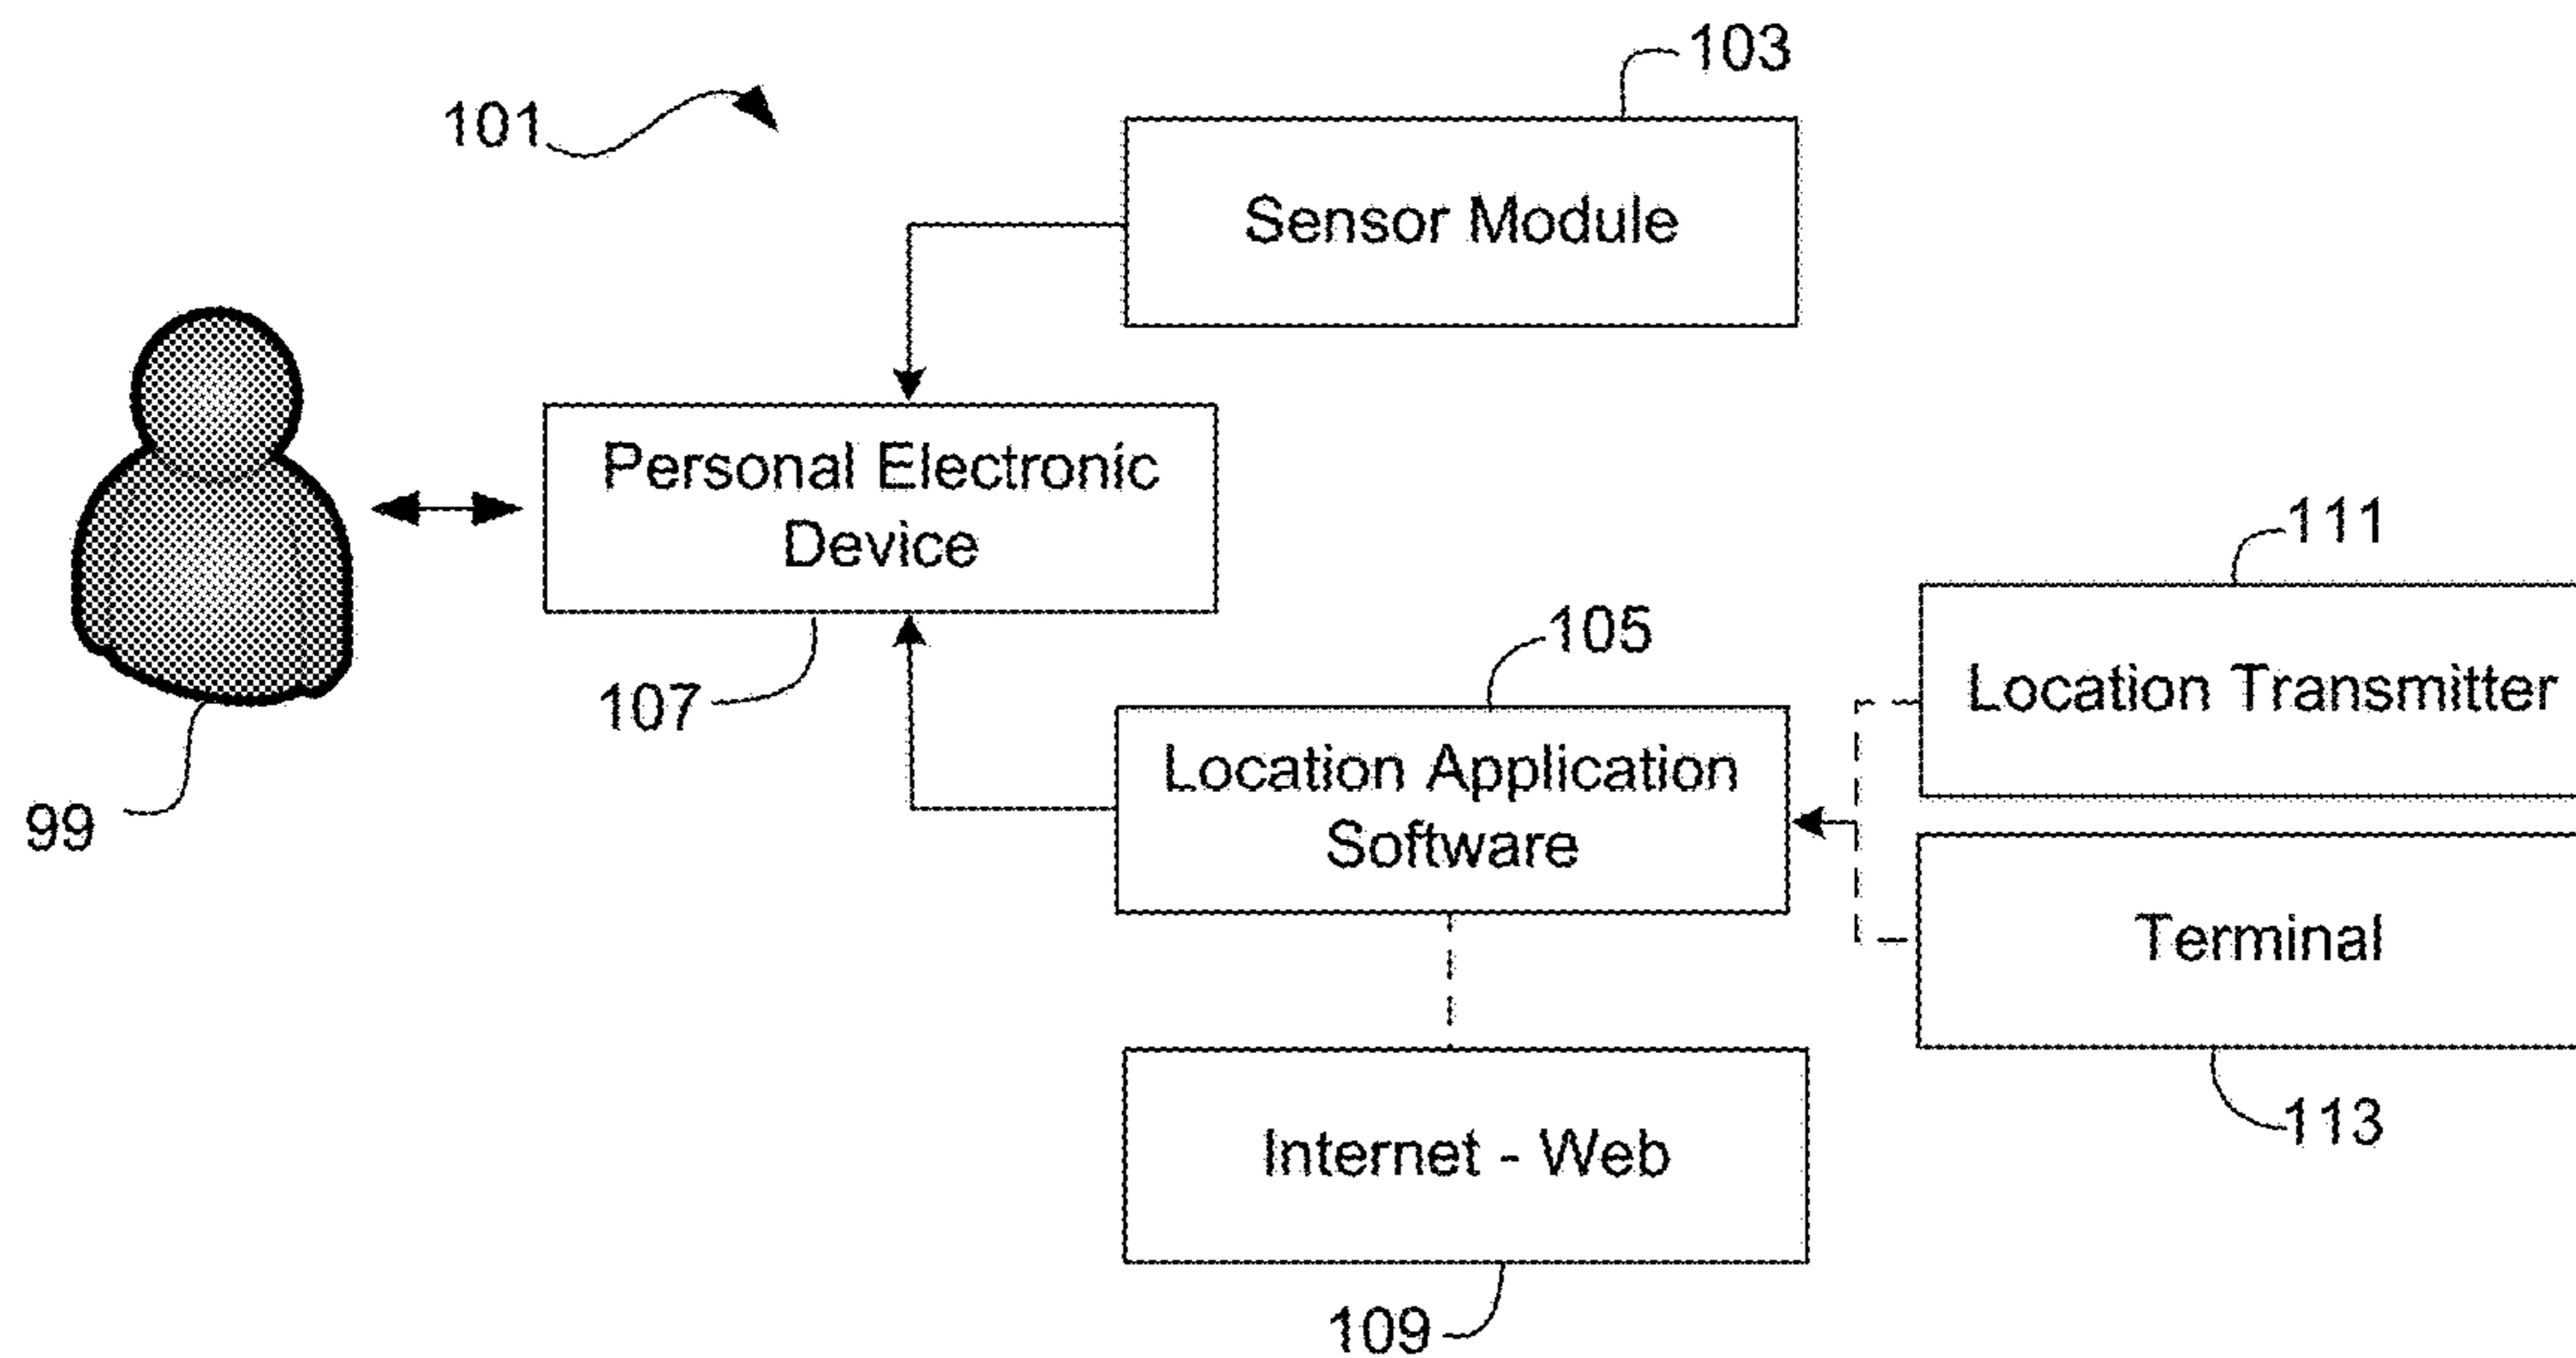 103
101
Sensor Module
Personal Electronic
Device
111
105
Location Transmitter
107
Location Application
Software
99
Terminal
113
Internet - Web
109